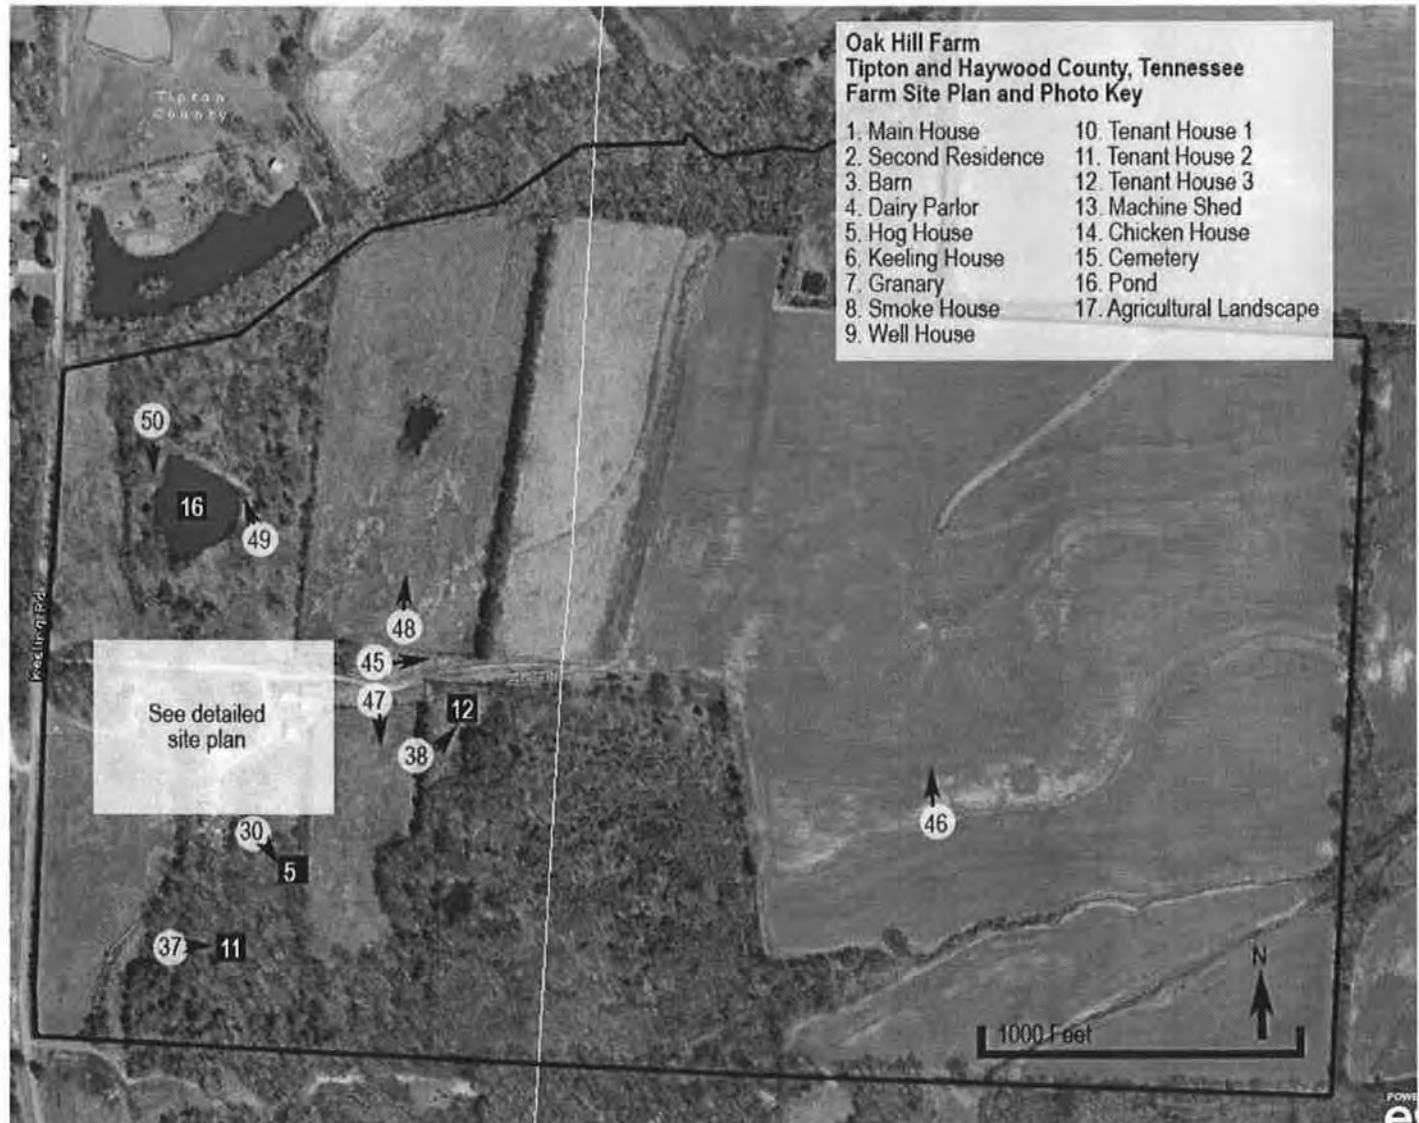 Oak Hill Farm
Tipton and Haywood County, Tennessee
Farm Site Plan and Photo Key
1. Main House
2. Second Residence
3. Barn
4. Dairy Parlor
5. Hog House
6. Keeling House
7. Granary
8. Smoke House
9. Well House
10. Tenant House 1
11. Tenant House 2
12. Tenant House 3
13. Machine Shed
14. Chicken House
15. Cemetery
16. Pond
17. Agricultural Landscape
Tipton
County
50
16
49
Keeling Rd
48
45
47
12
38
See detailed
site plan
46
30
5
37
11
N
1000 Feet
POWE
es